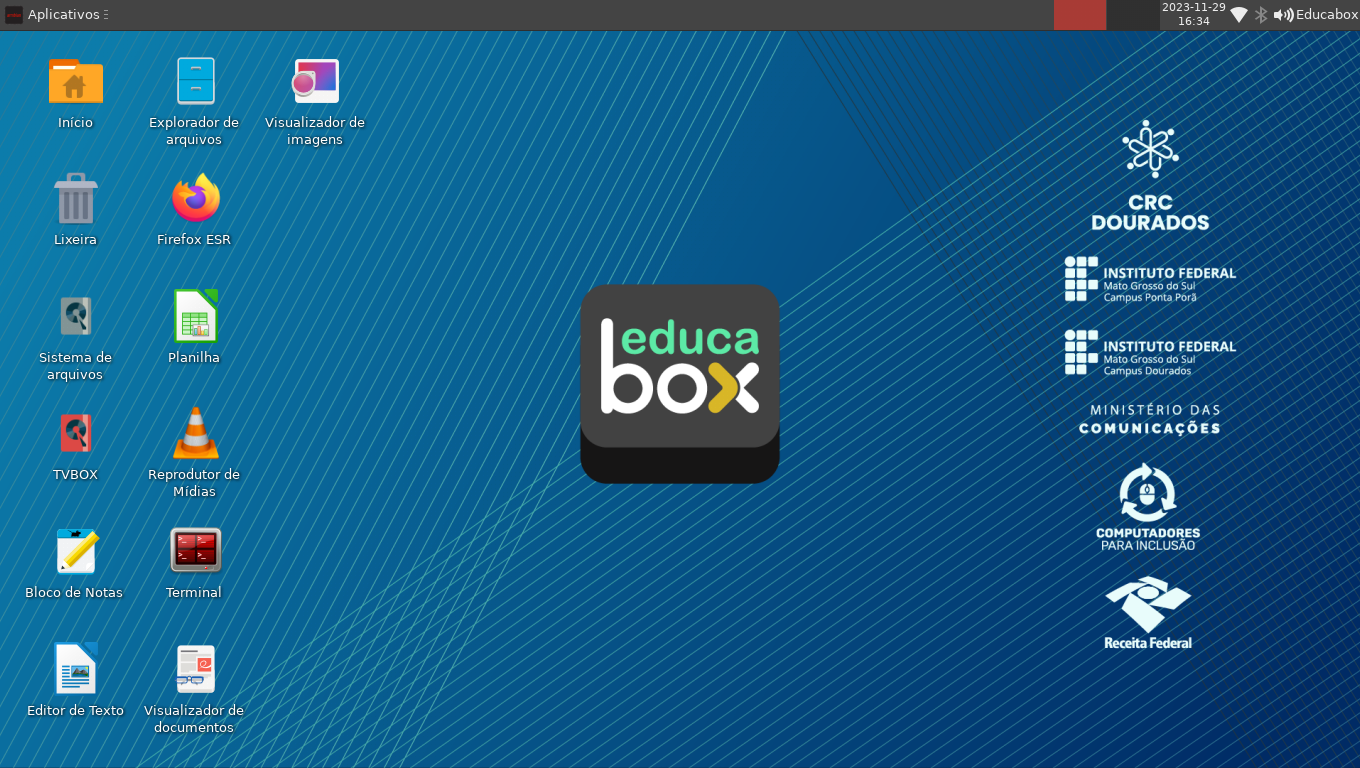 Aplicativos
2023-11-29
16:34
Educabox
Início
Explorador de
arquivos
Visualizador de
imagens
Lixeira
Firefox ESR
Sistema de
arquivos
Planilha
TVBOX
Reprodutor de
Mídias
Bloco de Notas
Terminal
Editor de Texto
Visualizador de
documentos
educa
box
CRC
DOURADOS
INSTITUTO FEDERAL
Mato Grosso do Sul
Campus Ponta Porã
INSTITUTO FEDERAL
Mato Grosso do Sul
Campus Dourados
MINISTÉRIO DAS
COMUNICAÇÕES
COMPUTADORES
PARA INCLUSÃO
Receita Federal